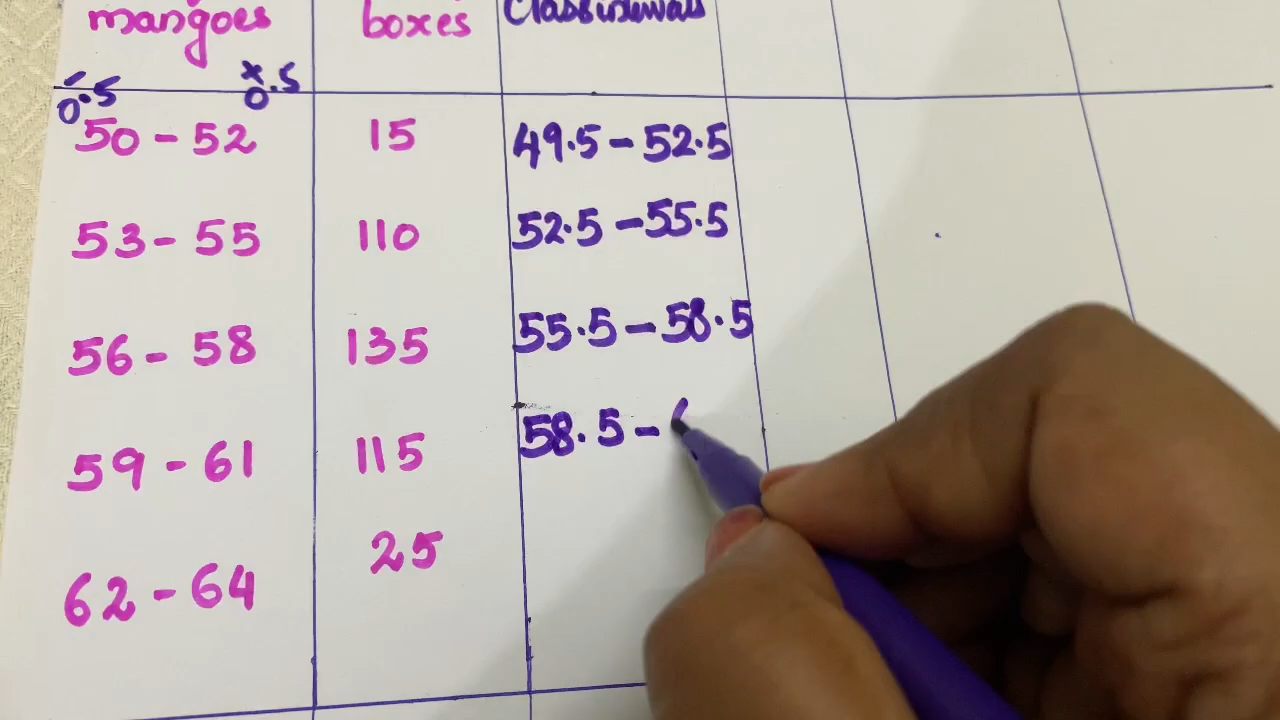 mangoes boxes Classintervals
-0.5 +0.5
50 - 52 15 49.5 - 52.5
53 - 55 110 52.5 - 55.5
56 - 58 135 55.5 - 58.5
59 - 61 115 58.5 -
62 - 64 25